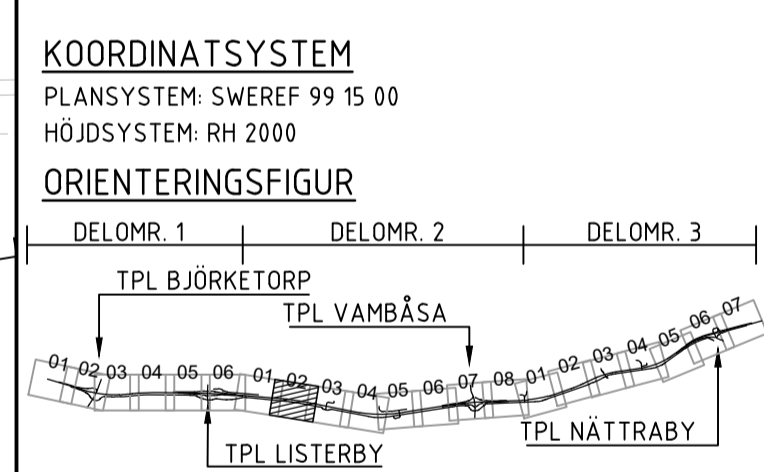 KOORDINATSYSTEM
PLANSYSTEM: SWEREF 99 15 00
HÖJDSYSTEM: RH 2000
ORIENTERINGSFIGUR
DELOMR. 1 DELOMR. 2 DELOMR. 3
TPL BJÖRKETORP
TPL VAMBÅSA
01 02 03 04 05 06 01 02 03 04 05 06 07 08 01 02 03 04 05 06 07
TPL LISTERBY
TPL NÄTTRABY